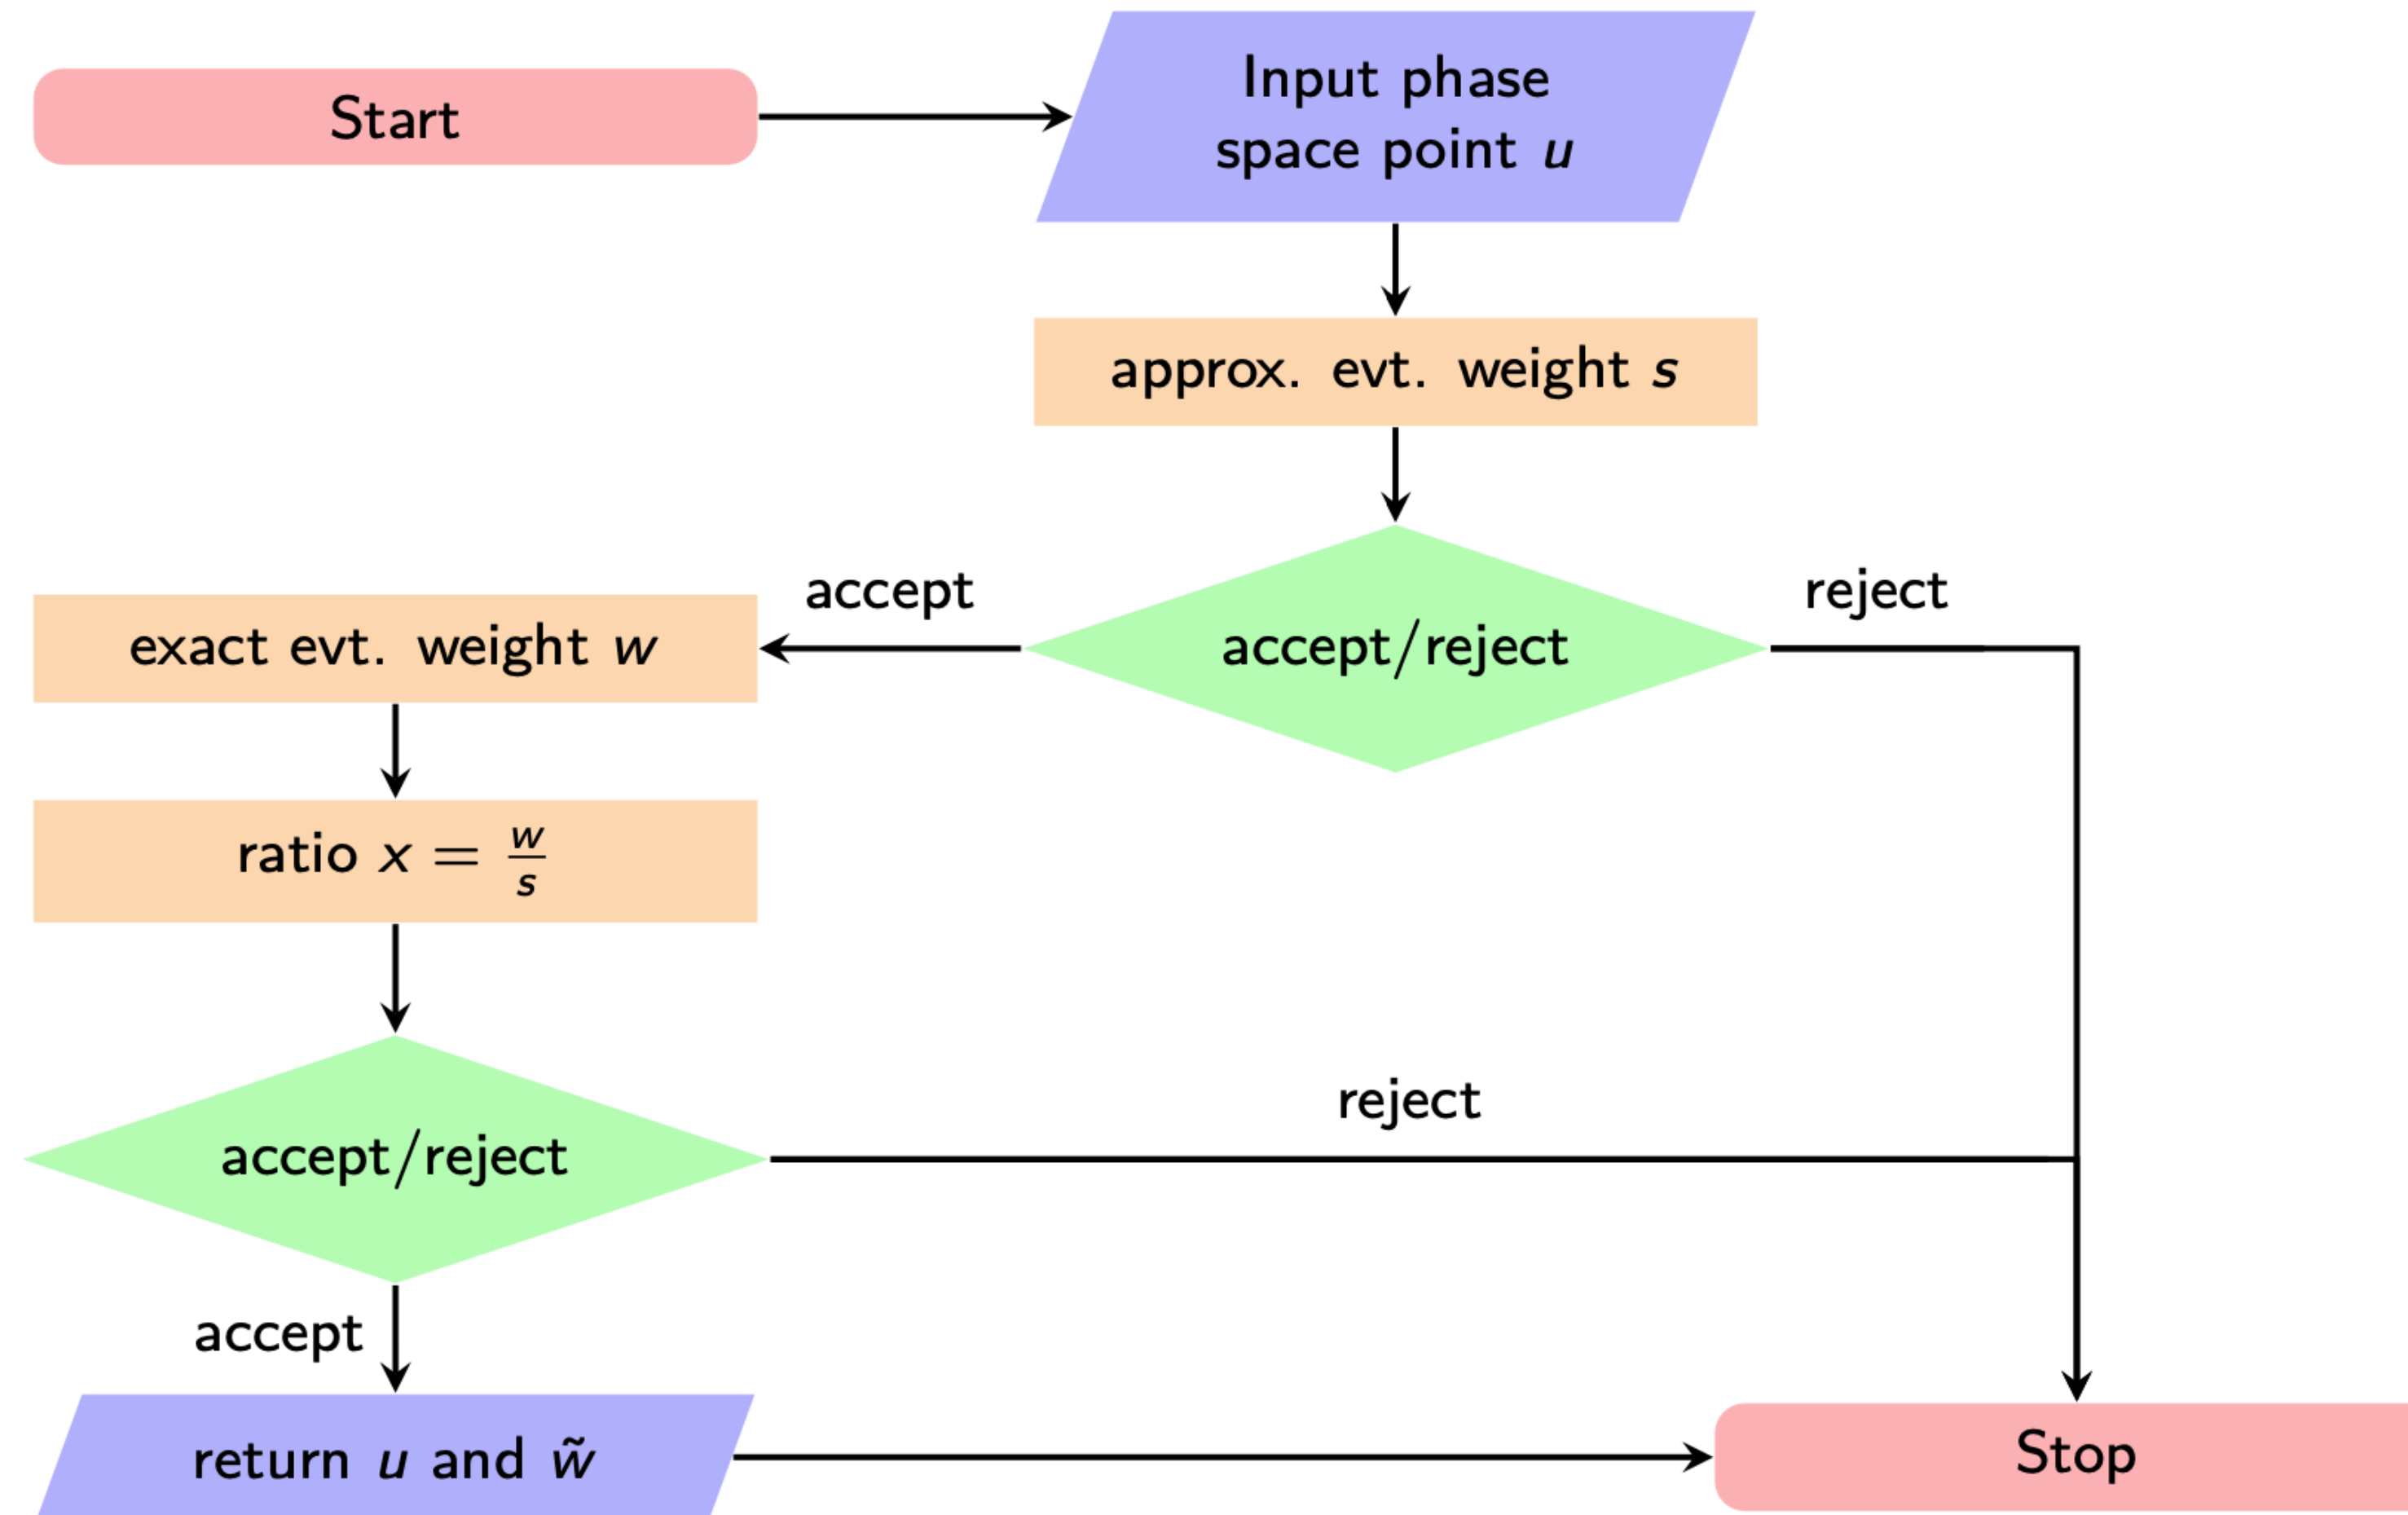 Start
Input phase
space point u
approx. evt. weight s
accept
reject
exact evt. weight w
accept/reject
ratio x = w/s
reject
accept/reject
accept
return u and w̃
Stop